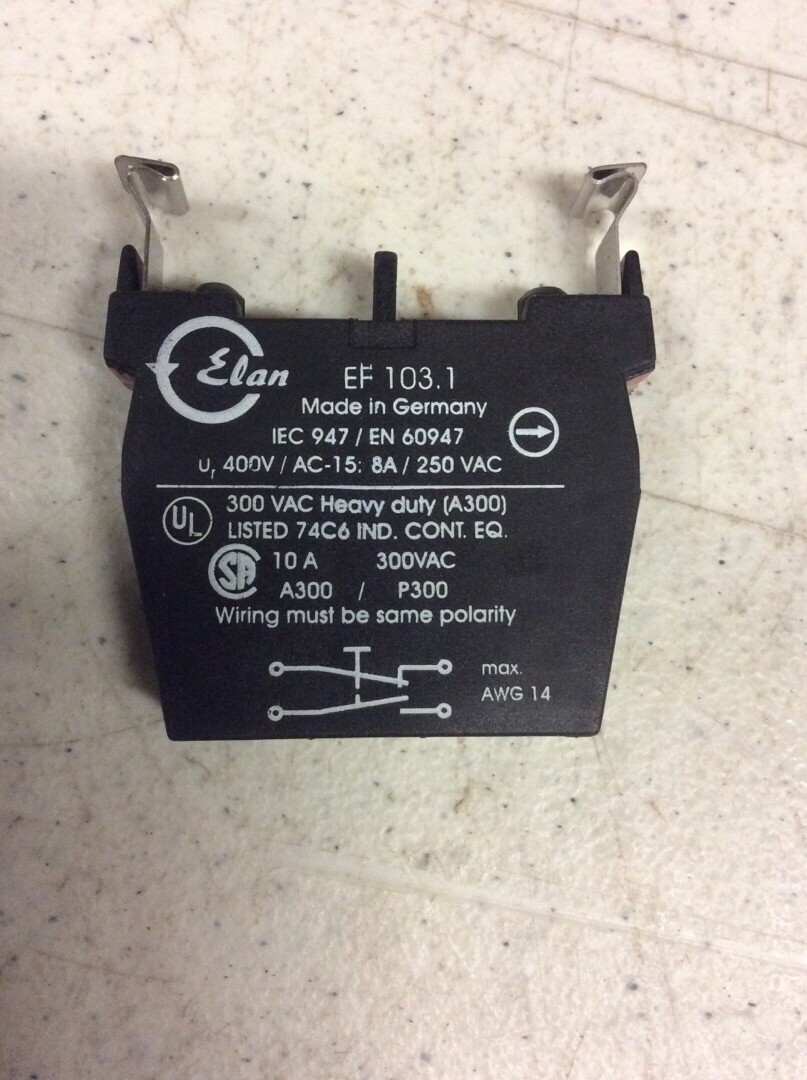 Elan
EF 103.1
Made in Germany
IEC 947 / EN 60947
Ur 400V / AC-15: 8A / 250 VAC
UL
300 VAC Heavy duty (A300)
LISTED 74C6 IND. CONT. EQ.
SA
10 A 300VAC
A300 / P300
Wiring must be same polarity
max.
AWG 14